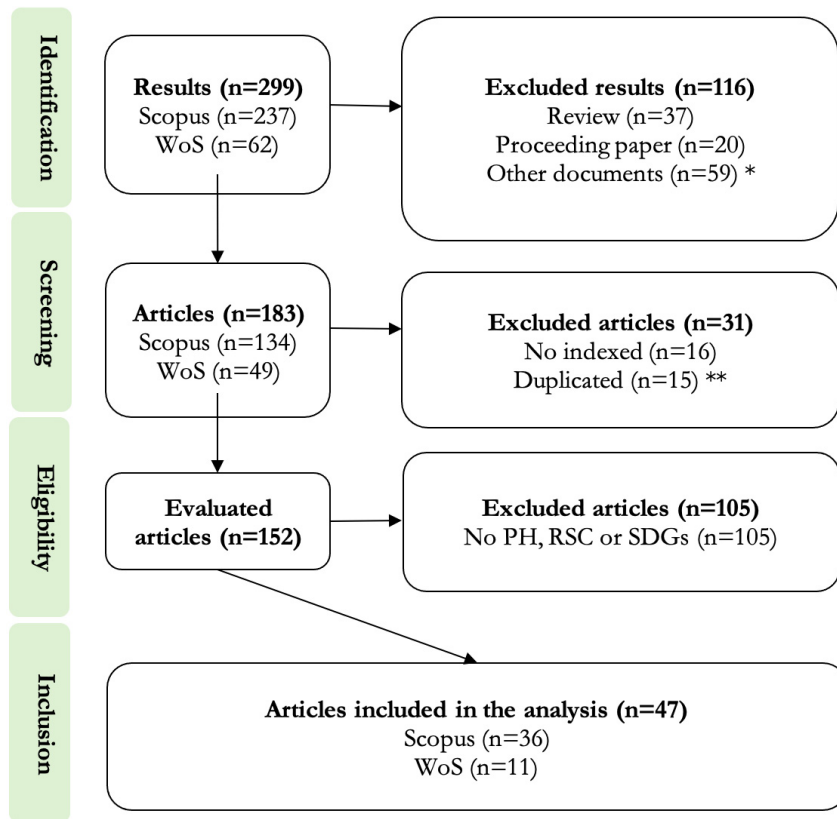 Identification
Results (n=299)
Scopus (n=237)
WoS (n=62)
Excluded results (n=116)
Review (n=37)
Proceeding paper (n=20)
Other documents (n=59) *
Screening
Articles (n=183)
Scopus (n=134)
WoS (n=49)
Excluded articles (n=31)
No indexed (n=16)
Duplicated (n=15) **
Eligibility
Evaluated
articles (n=152)
Excluded articles (n=105)
No PH, RSC or SDGs (n=105)
Inclusion
Articles included in the analysis (n=47)
Scopus (n=36)
WoS (n=11)